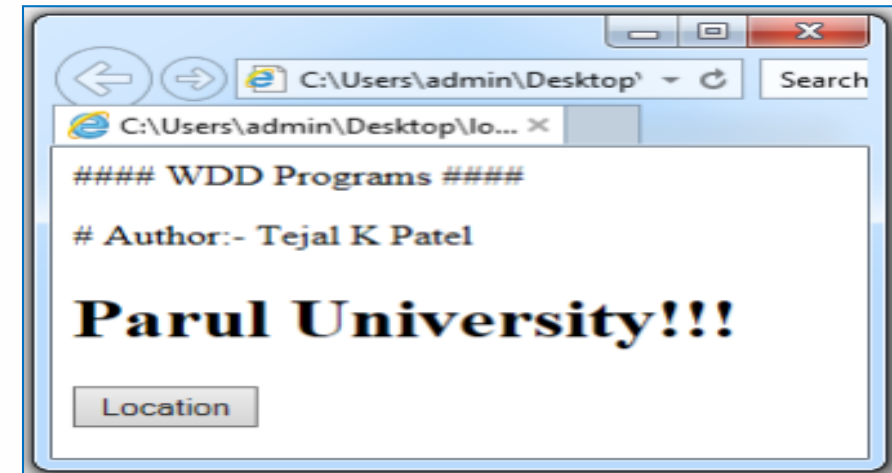 C:\Users\admin\Desktop\
Search
C:\Users\admin\Desktop\lo...
#### WDD Programs ####
# Author:- Tejal K Patel
Parul University!!!
Location